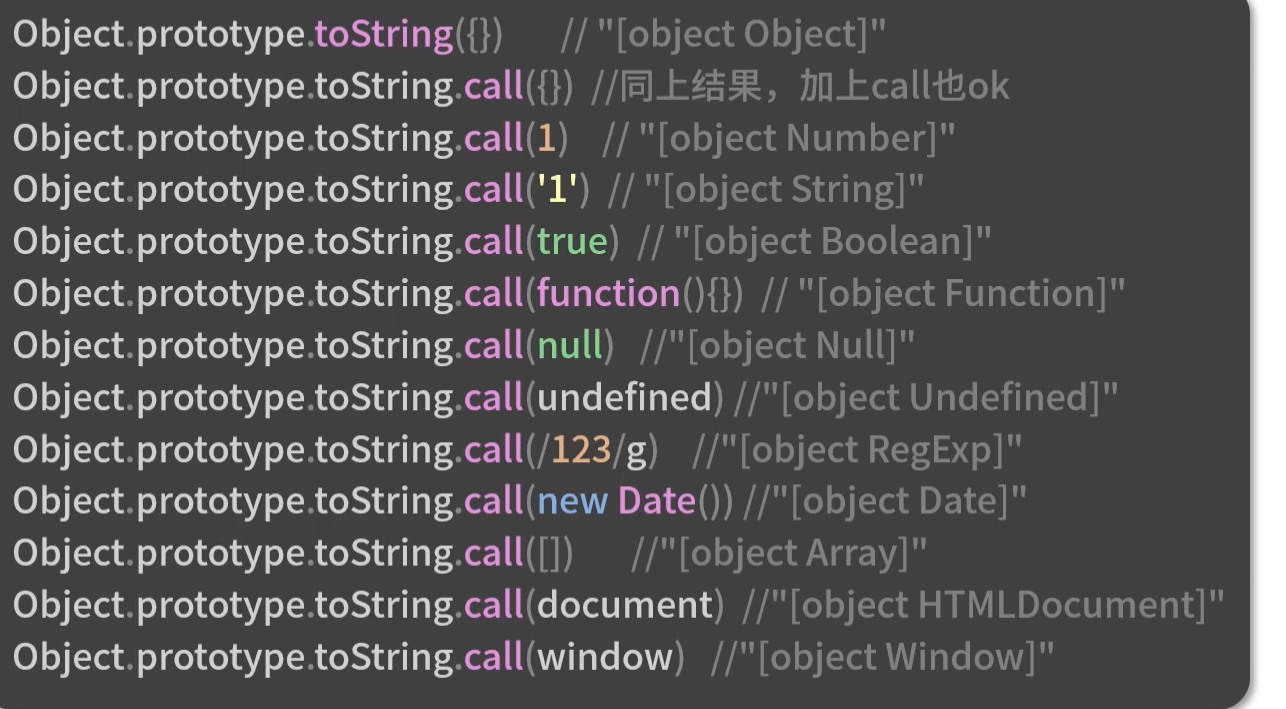 Object.prototype.toString({}) // "[object Object]"
Object.prototype.toString.call({}) //同上结果，加上call也ok
Object.prototype.toString.call(1) // "[object Number]"
Object.prototype.toString.call('1') // "[object String]"
Object.prototype.toString.call(true) // "[object Boolean]"
Object.prototype.toString.call(function(){}) // "[object Function]"
Object.prototype.toString.call(null) //"[object Null]"
Object.prototype.toString.call(undefined) //"[object Undefined]"
Object.prototype.toString.call(/123/g) //"[object RegExp]"
Object.prototype.toString.call(new Date()) //"[object Date]"
Object.prototype.toString.call([]) //"[object Array]"
Object.prototype.toString.call(document) //"[object HTMLDocument]"
Object.prototype.toString.call(window) //"[object Window]"